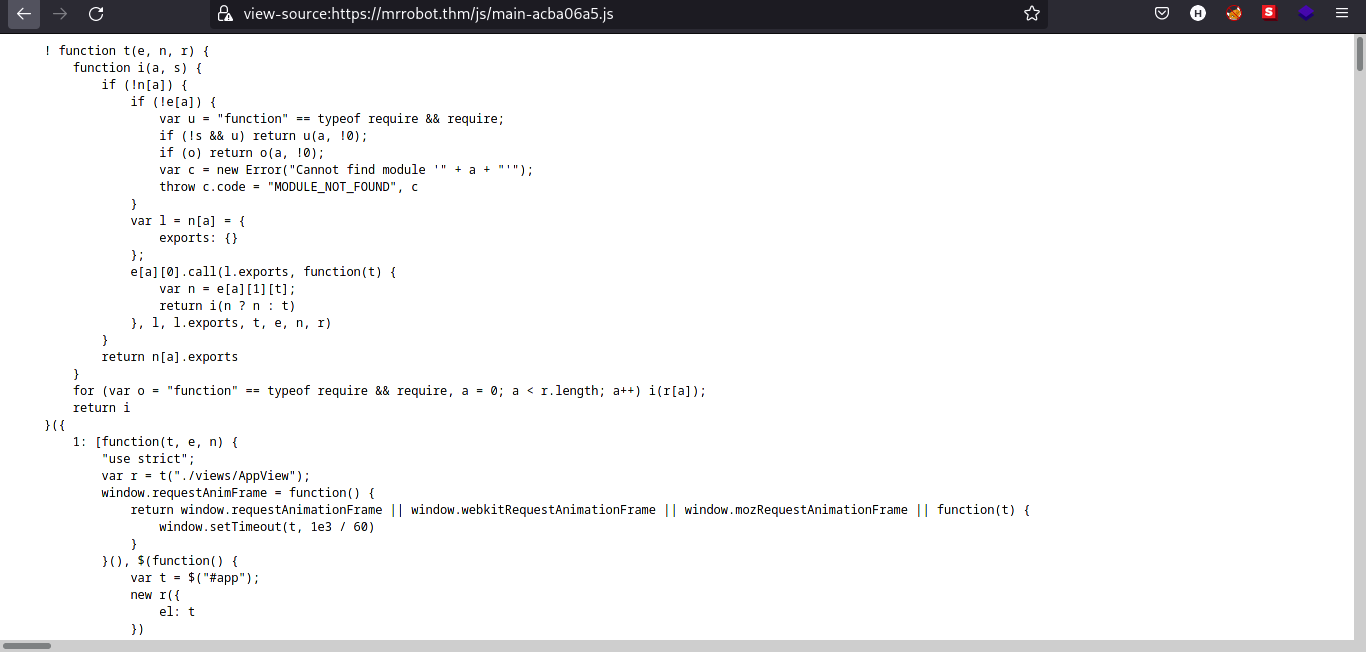 view-source:https://mrrobot.thm/js/main-acba06a5.js
H
S
! function t(e, n, r) {
    function i(a, s) {
        if (!n[a]) {
            if (!e[a]) {
                var u = "function" == typeof require && require;
                if (!s && u) return u(a, !0);
                if (o) return o(a, !0);
                var c = new Error("Cannot find module '" + a + "'");
                throw c.code = "MODULE_NOT_FOUND", c
            }
            var l = n[a] = {
                exports: {}
            };
            e[a][0].call(l.exports, function(t) {
                var n = e[a][1][t];
                return i(n ? n : t)
            }, l, l.exports, t, e, n, r)
        }
        return n[a].exports
    }
    for (var o = "function" == typeof require && require, a = 0; a < r.length; a++) i(r[a]);
    return i
}({
    1: [function(t, e, n) {
        "use strict";
        var r = t("./views/AppView");
        window.requestAnimFrame = function() {
            return window.requestAnimationFrame || window.webkitRequestAnimationFrame || window.mozRequestAnimationFrame || function(t) {
                window.setTimeout(t, 1e3 / 60)
            }
        }(), $(function() {
            var t = $("#app");
            new r({
                el: t
            })